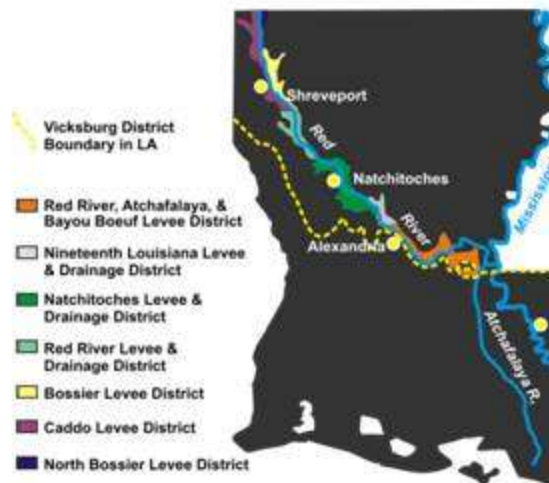 Vicksburg District
Boundary in LA
Red River, Atchafalaya, &
Bayou Boeuf Levee District
Nineteenth Louisiana Levee
& Drainage District
Natchitoches Levee &
Drainage District
Red River Levee &
Drainage District
Bossier Levee District
Caddo Levee District
North Bossier Levee District
Shreveport
Red
Natchitoches
River
Alexandria
Atchafalaya R.